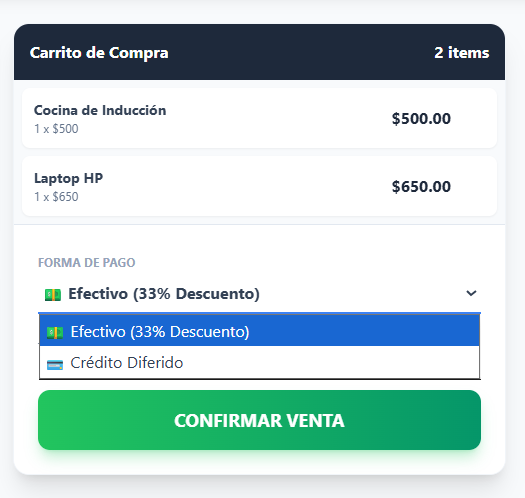 Carrito de Compra 2 items
Cocina de Inducción
1 x $500
$500.00
Laptop HP
1 x $650
$650.00
FORMA DE PAGO
Efectivo (33% Descuento)
Efectivo (33% Descuento)
Crédito Diferido
CONFIRMAR VENTA